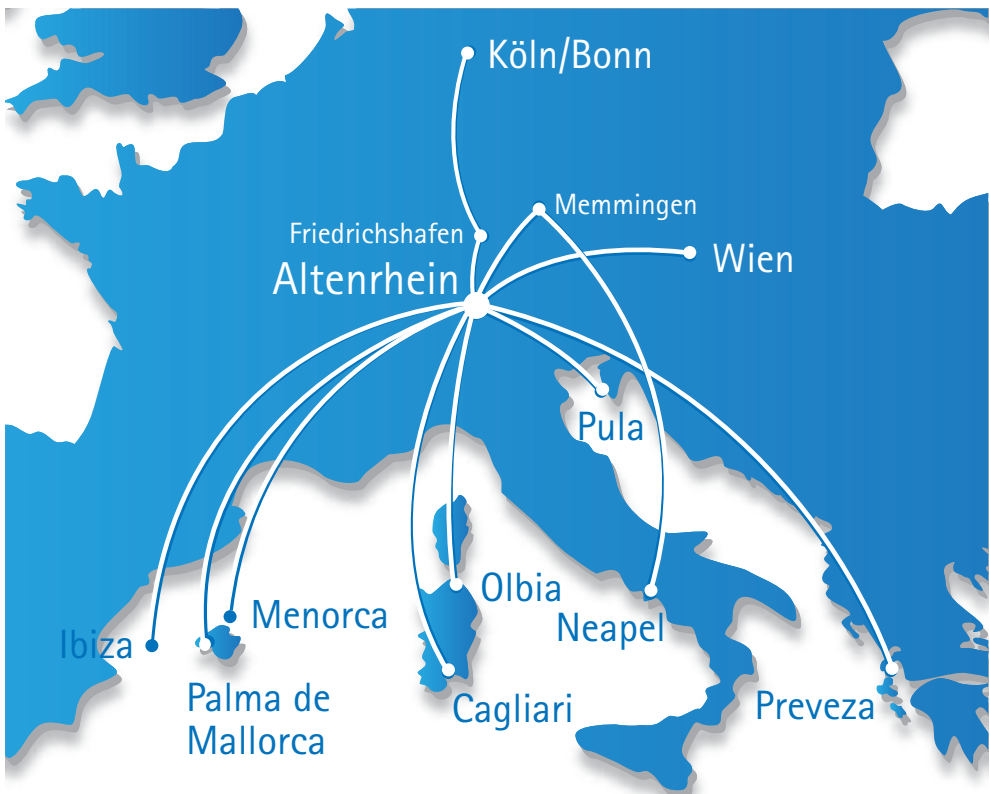 Köln/Bonn
Memmingen
Friedrichshafen
Wien
Altenrhein
Pula
Olbia
Menorca
Neapel
Ibiza
Palma de
Mallorca
Cagliari
Preveza